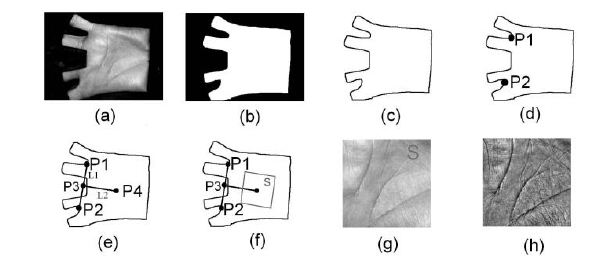 (a) (b) (c) (d)
P1
P2
P1
L1
P3
L2
P4
P2
(e)
P1
P3
S
P2
(f)
S
(g) (h)